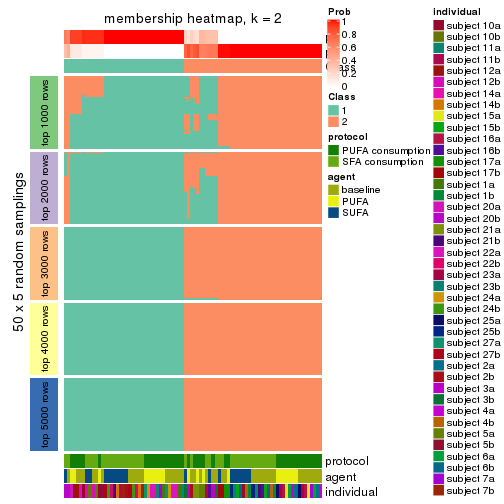 membership heatmap, k = 2
50 x 5 random samplings
top 1000 rows
top 2000 rows
top 3000 rows
top 4000 rows
top 5000 rows
Class
protocol
agent
individual
Prob
1
0.8
0.6
0.4
0.2
0
Class
1
2
protocol
PUFA consumption
SFA consumption
agent
baseline
PUFA
SUFA
individual
subject 10a
subject 10b
subject 11a
subject 11b
subject 12a
subject 12b
subject 14a
subject 14b
subject 15a
subject 15b
subject 16a
subject 16b
subject 17a
subject 17b
subject 1a
subject 1b
subject 20a
subject 20b
subject 21a
subject 21b
subject 22a
subject 22b
subject 23a
subject 23b
subject 24a
subject 24b
subject 25a
subject 25b
subject 27a
subject 27b
subject 2a
subject 2b
subject 3a
subject 3b
subject 4a
subject 4b
subject 5a
subject 5b
subject 6a
subject 6b
subject 7a
subject 7b